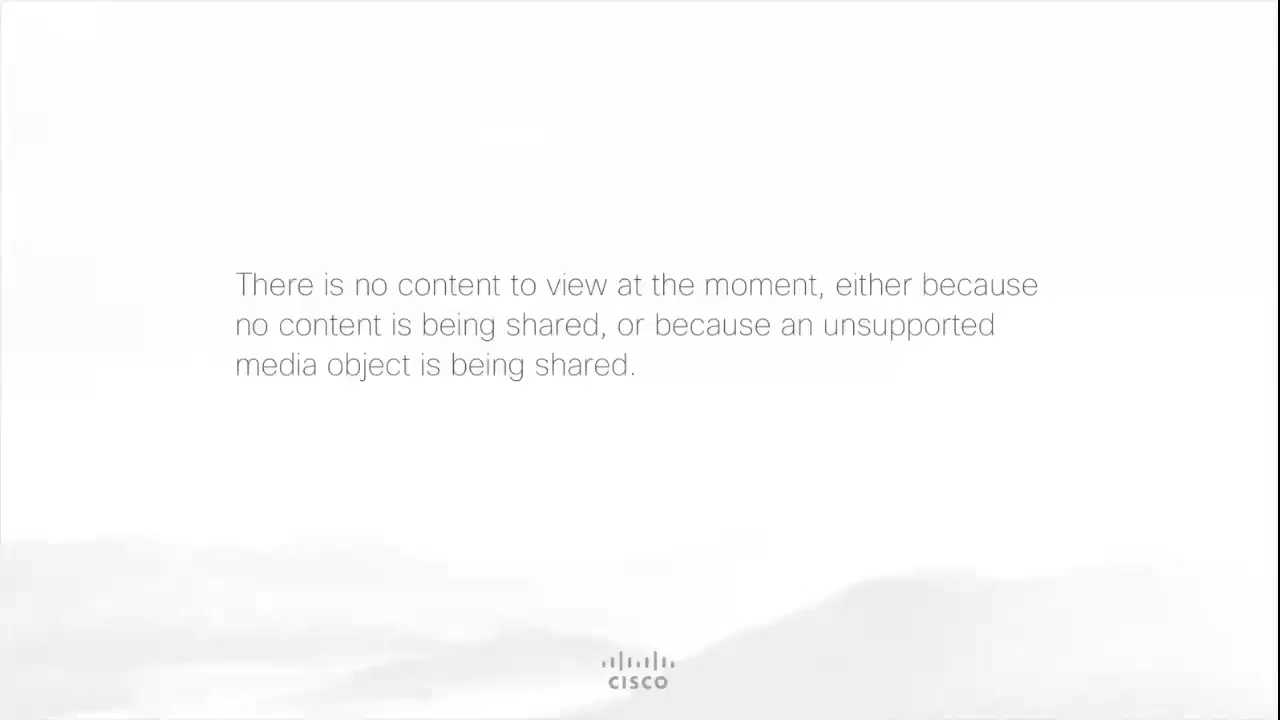 There is no content to view at the moment, either because
no content is being shared, or because an unsupported
media object is being shared.
CISCO